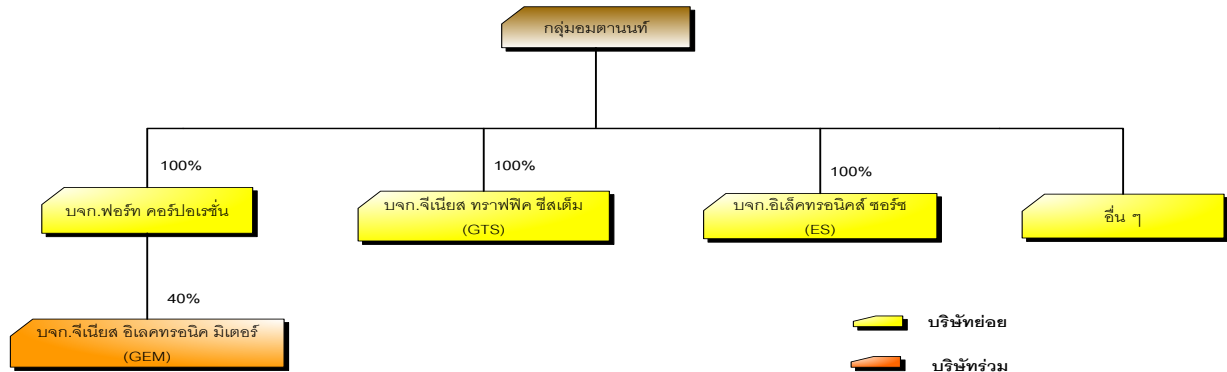 กลุ่มอมตานนท์
100%
100%
100%
บจก.ฟอร์ท คอร์ปอเรชั่น
บจก.จีเนียส ทราฟฟิค ซีสเต็ม
(GTS)
บจก.อิเล็คทรอนิคส์ ซอร์ซ
(ES)
อื่น ๆ
40%
บจก.จีเนียส อิเลคทรอนิค มิเตอร์
(GEM)
บริษัทย่อย
บริษัทร่วม